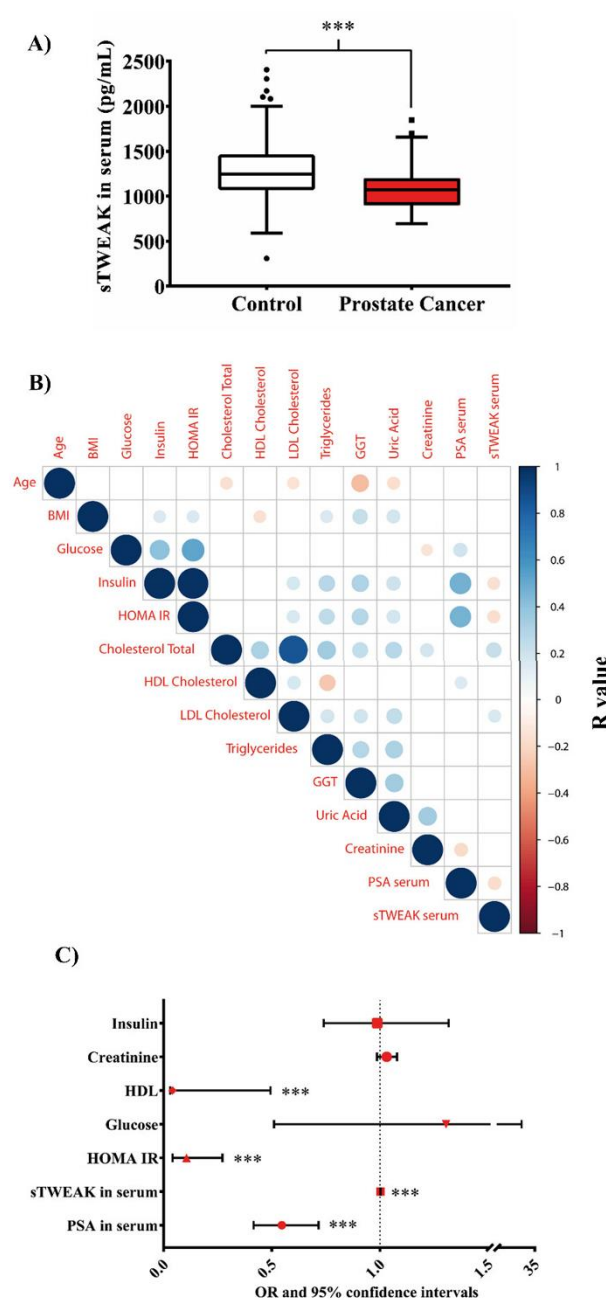 A)
***
sTWEAK in serum (pg/mL)
2500
2000
1500
1000
500
0
Control
Prostate Cancer
B)
Age
BMI
Glucose
Insulin
HOMA IR
Cholesterol Total
HDL Cholesterol
LDL Cholesterol
Triglycerides
GGT
Uric Acid
Creatinine
PSA serum
sTWEAK serum
Age
BMI
Glucose
Insulin
HOMA IR
Cholesterol Total
HDL Cholesterol
LDL Cholesterol
Triglycerides
GGT
Uric Acid
Creatinine
PSA serum
sTWEAK serum
1
0.8
0.6
0.4
0.2
0
−0.2
−0.4
−0.6
−0.8
−1
R value
C)
Insulin
Creatinine
HDL
***
Glucose
HOMA IR
***
sTWEAK in serum
***
PSA in serum
***
0.0
0.5
1.0
1.5
35
OR and 95% confidence intervals